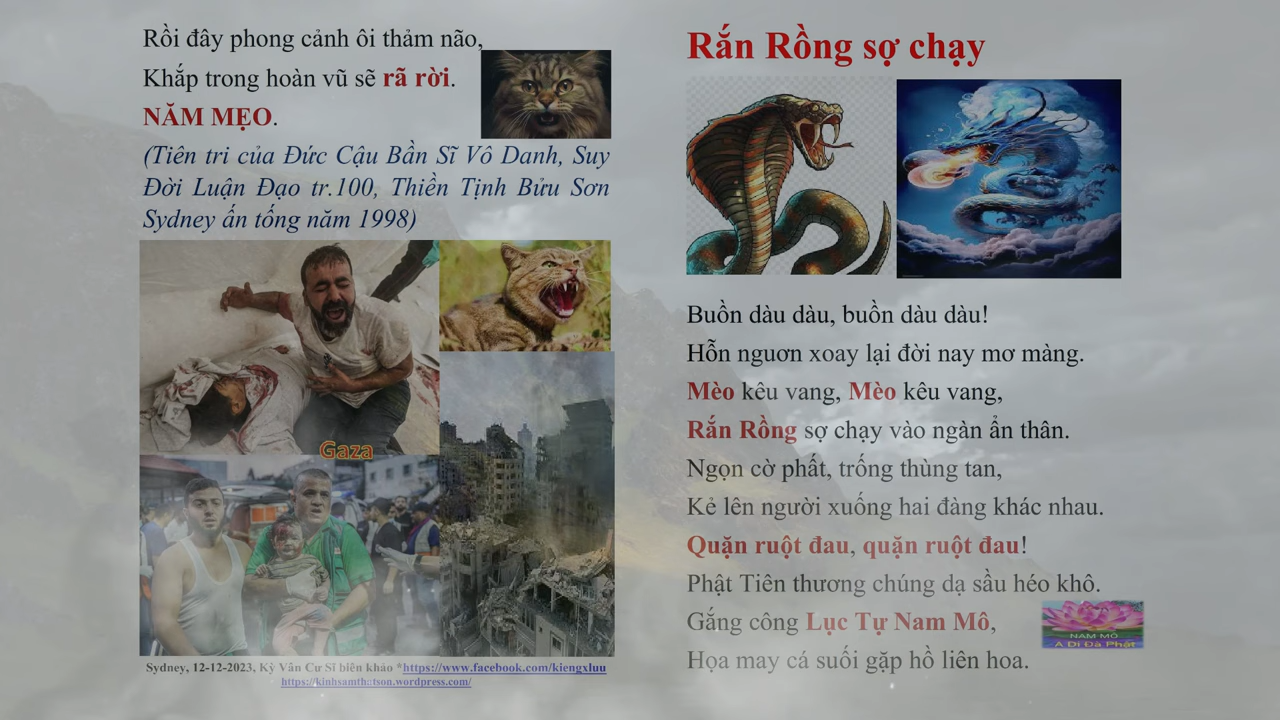 Rồi đây phong cảnh ôi thảm não,
Khắp trong hoàn vũ sẽ rã rời.
NĂM MẸO.
(Tiên tri của Đức Cậu Bần Sĩ Vô Danh, Suy
Đời Luận Đạo tr.100, Thiền Tịnh Bửu Sơn
Sydney ấn tống năm 1998)
Gaza
Sydney, 12-12-2023, Kỳ Vân Cư Sĩ biên khảo *https://www.facebook.com/kiengxluu
https://kinhsamthatson.wordpress.com/
Rắn Rồng sợ chạy
Buồn dàu dàu, buồn dàu dàu!
Hỗn nguơn xoay lại đời nay mơ màng.
Mèo kêu vang, Mèo kêu vang,
Rắn Rồng sợ chạy vào ngàn ẩn thân.
Ngọn cờ phất, trống thùng tan,
Kẻ lên người xuống hai đàng khác nhau.
Quặn ruột đau, quặn ruột đau!
Phật Tiên thương chúng dạ sầu héo khô.
Gắng công Lục Tự Nam Mô,
Họa may cá suối gặp hồ liên hoa.
NAM MÔ
A Di Đà Phật